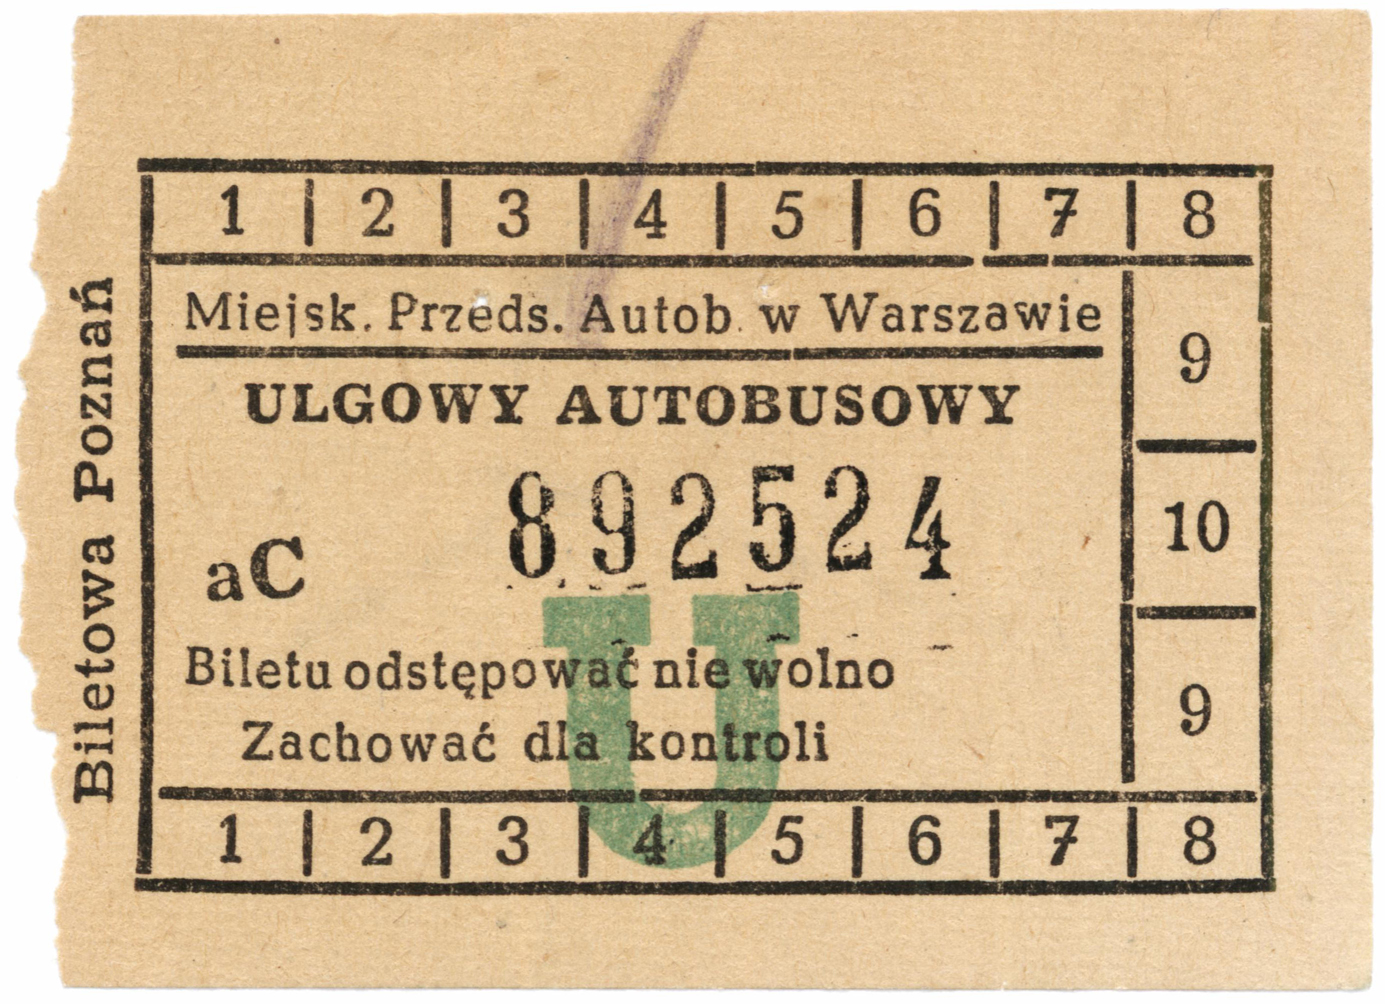 1 | 2 | 3 | 4 | 5 | 6 | 7 | 8
Miejsk. Przeds. Autob. w Warszawie
ULGOWY AUTOBUSOWY
892524
aC
U
Biletu odstępować nie wolno
Zachować dla kontroli
9
10
9
1 | 2 | 3 | 4 | 5 | 6 | 7 | 8
Biletowa Poznań